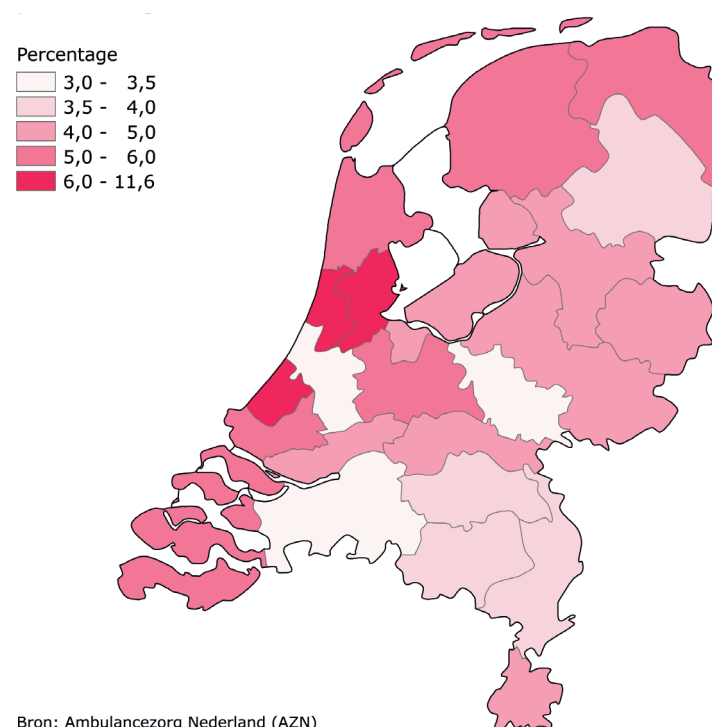 Percentage
3,0 - 3,5
3,5 - 4,0
4,0 - 5,0
5,0 - 6,0
6,0 - 11,6
Bron: Ambulancezorg Nederland (AZN)